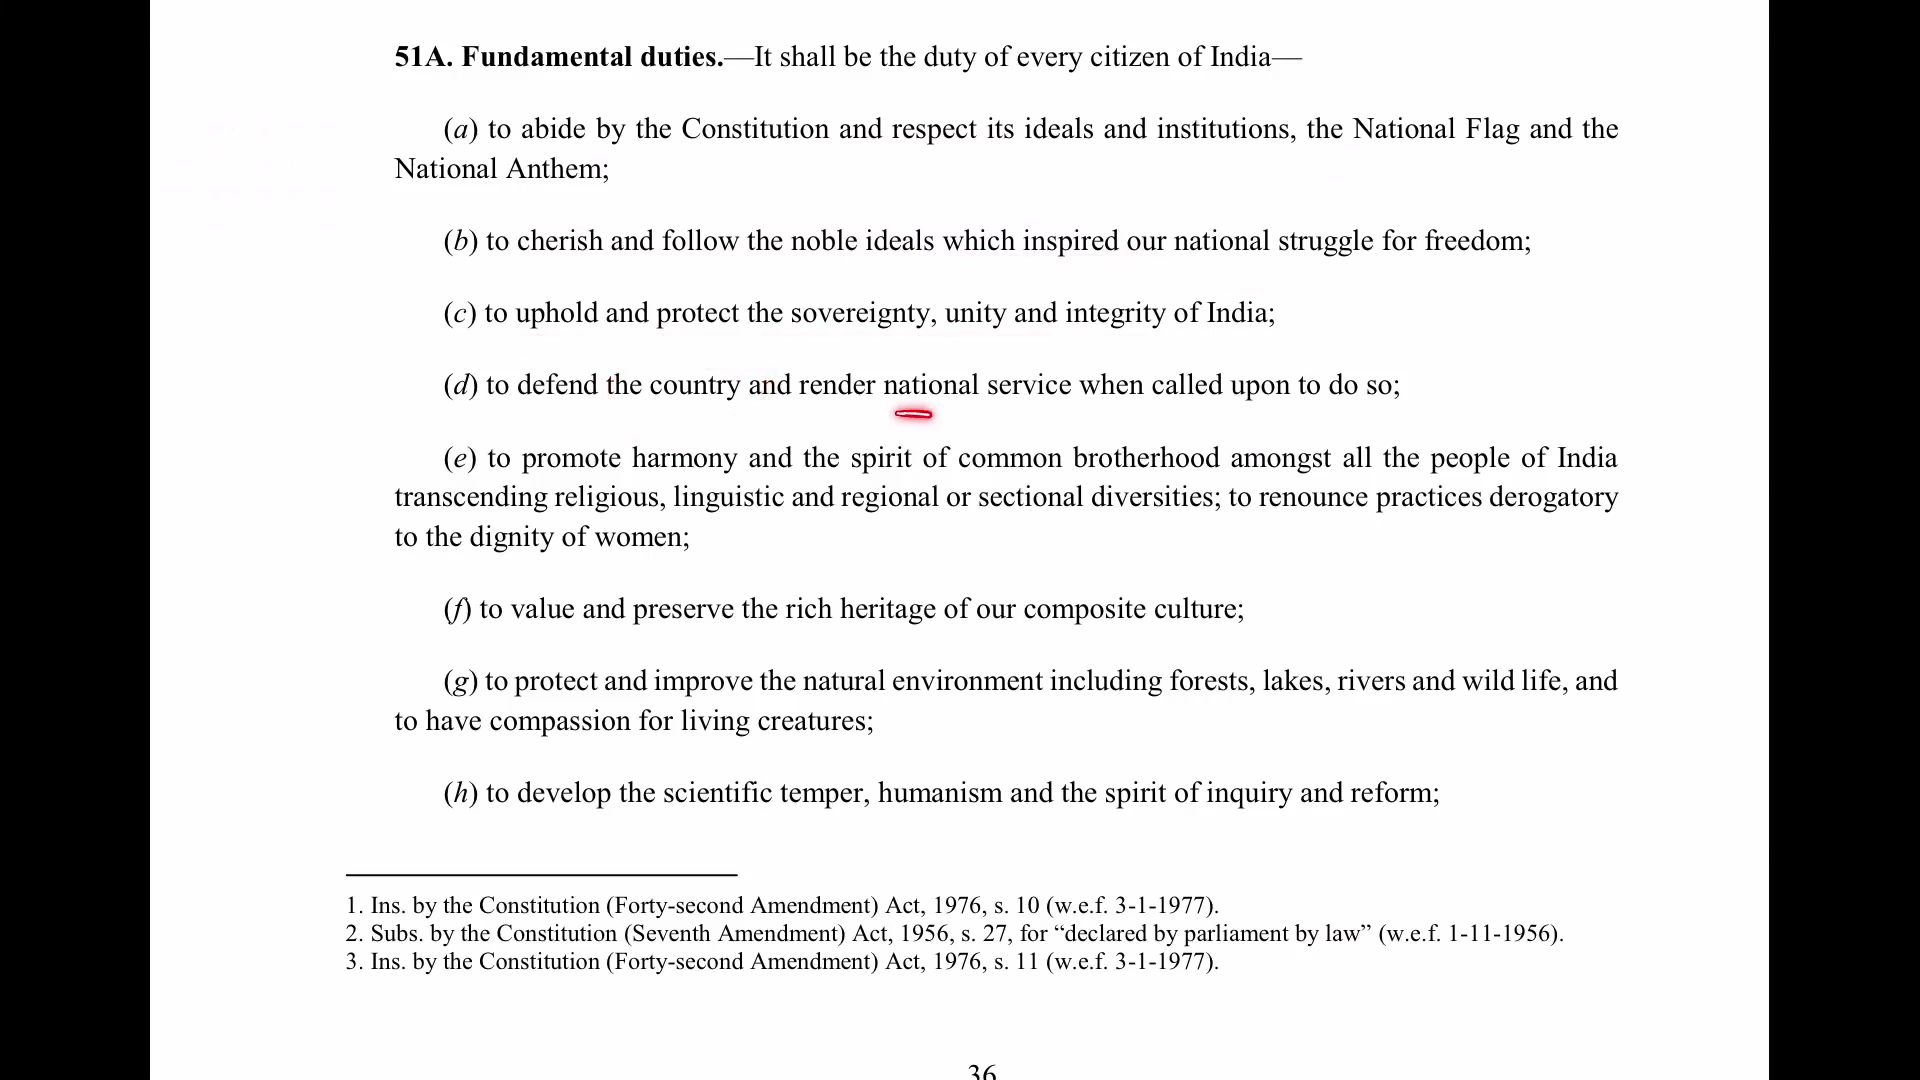 51A. Fundamental duties.—It shall be the duty of every citizen of India—
(a) to abide by the Constitution and respect its ideals and institutions, the National Flag and the
National Anthem;
(b) to cherish and follow the noble ideals which inspired our national struggle for freedom;
(c) to uphold and protect the sovereignty, unity and integrity of India;
(d) to defend the country and render national service when called upon to do so;
(e) to promote harmony and the spirit of common brotherhood amongst all the people of India
transcending religious, linguistic and regional or sectional diversities; to renounce practices derogatory
to the dignity of women;
(f) to value and preserve the rich heritage of our composite culture;
(g) to protect and improve the natural environment including forests, lakes, rivers and wild life, and
to have compassion for living creatures;
(h) to develop the scientific temper, humanism and the spirit of inquiry and reform;
1. Ins. by the Constitution (Forty-second Amendment) Act, 1976, s. 10 (w.e.f. 3-1-1977).
2. Subs. by the Constitution (Seventh Amendment) Act, 1956, s. 27, for “declared by parliament by law” (w.e.f. 1-11-1956).
3. Ins. by the Constitution (Forty-second Amendment) Act, 1976, s. 11 (w.e.f. 3-1-1977).
36